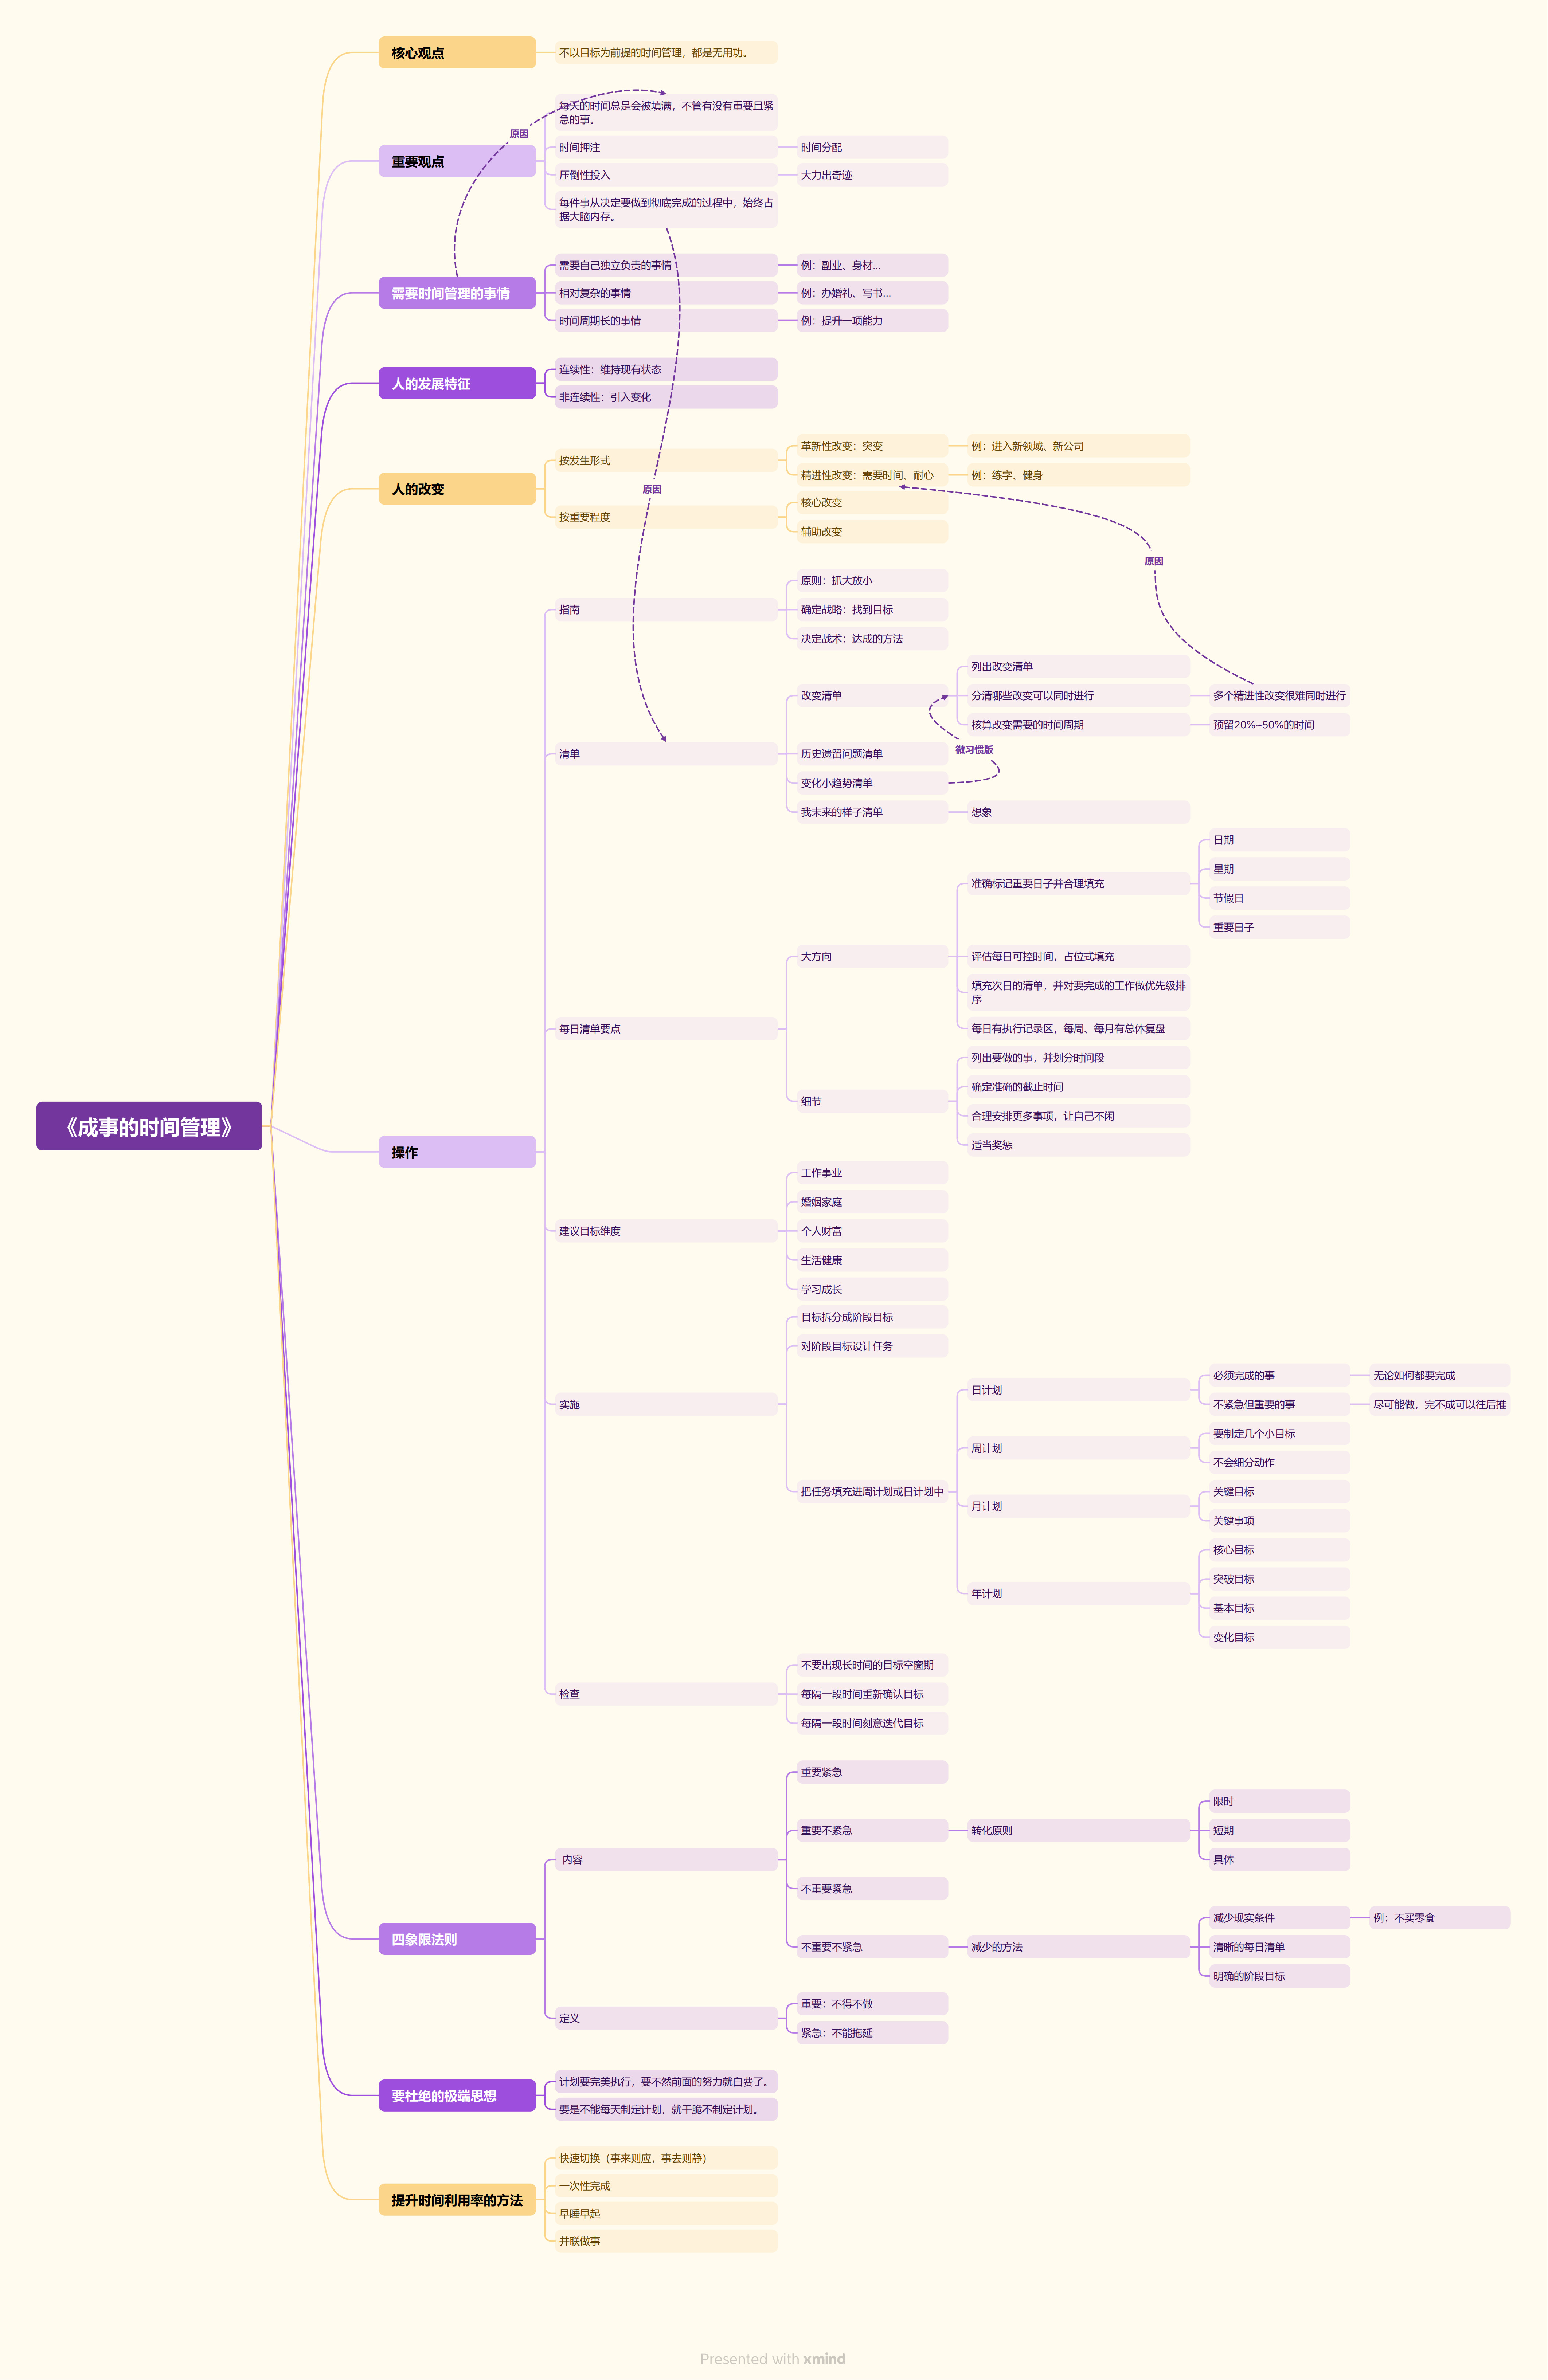 《成事的时间管理》
核心观点
不以目标为前提的时间管理，都是无用功。
重要观点
每天的时间总是会被填满，不管有没有重要且紧
急的事。
原因
时间押注
时间分配
压倒性投入
大力出奇迹
每件事从决定要做到彻底完成的过程中，始终占
据大脑内存。
需要时间管理的事情
需要自己独立负责的事情
例：副业、身材...
相对复杂的事情
例：办婚礼、写书...
时间周期长的事情
例：提升一项能力
人的发展特征
连续性：维持现有状态
非连续性：引入变化
人的改变
按发生形式
革新性改变：突变
例：进入新领域、新公司
精进性改变：需要时间、耐心
例：练字、健身
原因
按重要程度
核心改变
辅助改变
原因
操作
指南
原则：抓大放小
确定战略：找到目标
决定战术：达成的方法
清单
改变清单
列出改变清单
分清哪些改变可以同时进行
多个精进性改变很难同时进行
核算改变需要的时间周期
预留20%~50%的时间
微习惯版
历史遗留问题清单
变化小趋势清单
我未来的样子清单
想象
每日清单要点
大方向
准确标记重要日子并合理填充
日期
星期
节假日
重要日子
评估每日可控时间，占位式填充
填充次日的清单，并对要完成的工作做优先级排
序
每日有执行记录区，每周、每月有总体复盘
细节
列出要做的事，并划分时间段
确定准确的截止时间
合理安排更多事项，让自己不闲
适当奖惩
建议目标维度
工作事业
婚姻家庭
个人财富
生活健康
学习成长
实施
目标拆分成阶段目标
对阶段目标设计任务
把任务填充进周计划或日计划中
日计划
必须完成的事
无论如何都要完成
不紧急但重要的事
尽可能做，完不成可以往后推
周计划
要制定几个小目标
不会细分动作
月计划
关键目标
关键事项
年计划
核心目标
突破目标
基本目标
变化目标
检查
不要出现长时间的目标空窗期
每隔一段时间重新确认目标
每隔一段时间刻意迭代目标
四象限法则
内容
重要紧急
重要不紧急
转化原则
限时
短期
具体
不重要紧急
不重要不紧急
减少的方法
减少现实条件
例：不买零食
清晰的每日清单
明确的阶段目标
定义
重要：不得不做
紧急：不能拖延
要杜绝的极端思想
计划要完美执行，要不然前面的努力就白费了。
要是不能每天制定计划，就干脆不制定计划。
提升时间利用率的方法
快速切换（事来则应，事去则静）
一次性完成
早睡早起
并联做事
Presented with xmind